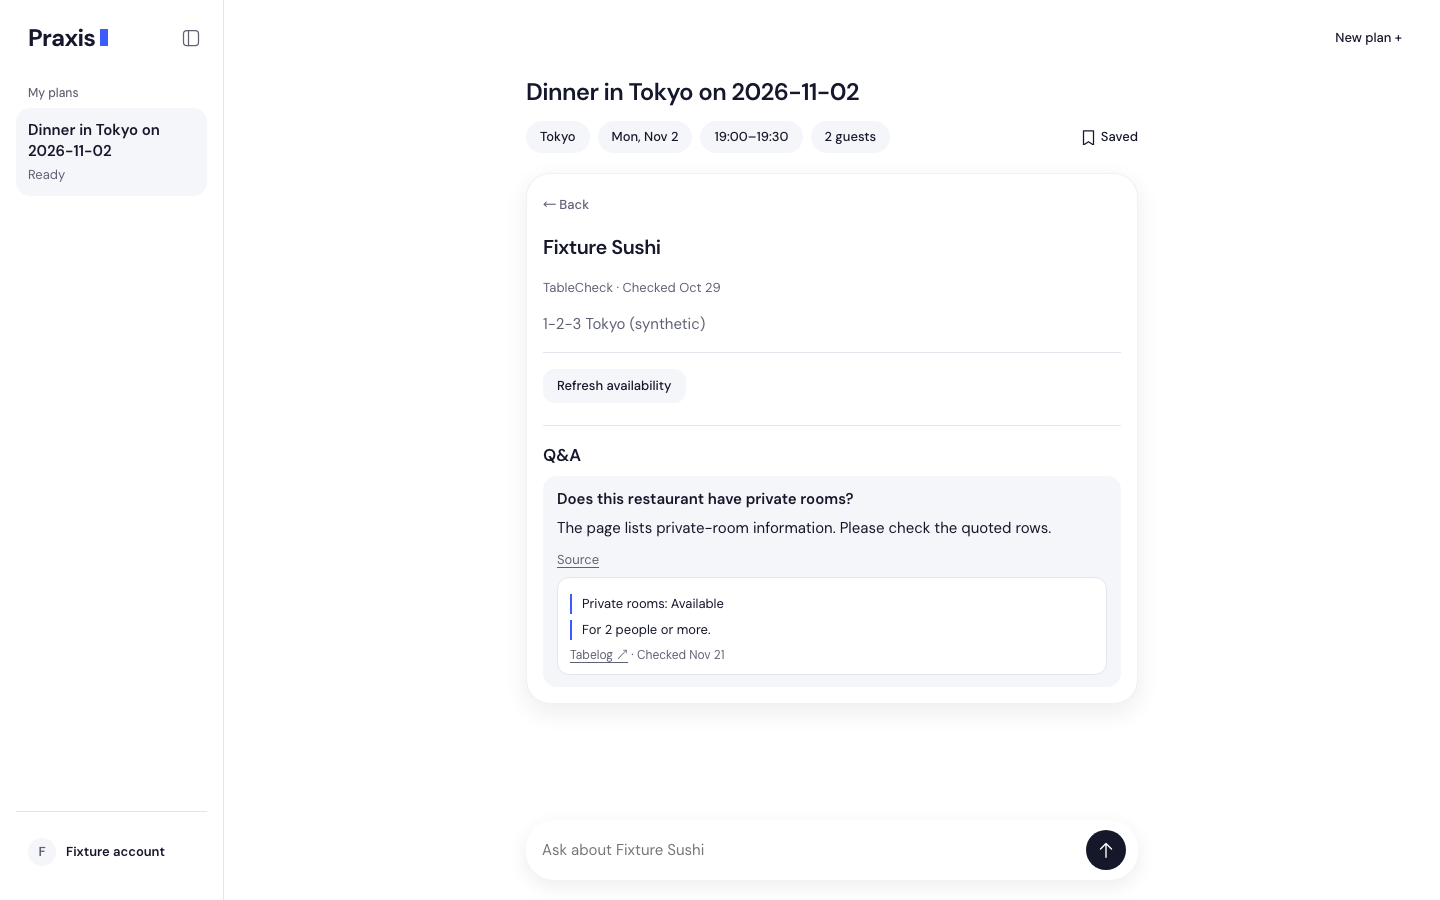 Praxis
New plan +
My plans
Dinner in Tokyo on
2026-11-02
Ready
Dinner in Tokyo on 2026-11-02
Tokyo
Mon, Nov 2
19:00–19:30
2 guests
Saved
← Back
Fixture Sushi
TableCheck · Checked Oct 29
1-2-3 Tokyo (synthetic)
Refresh availability
Q&A
Does this restaurant have private rooms?
The page lists private-room information. Please check the quoted rows.
Source
Private rooms: Available
For 2 people or more.
Tabelog ↗ · Checked Nov 21
Ask about Fixture Sushi
F
Fixture account